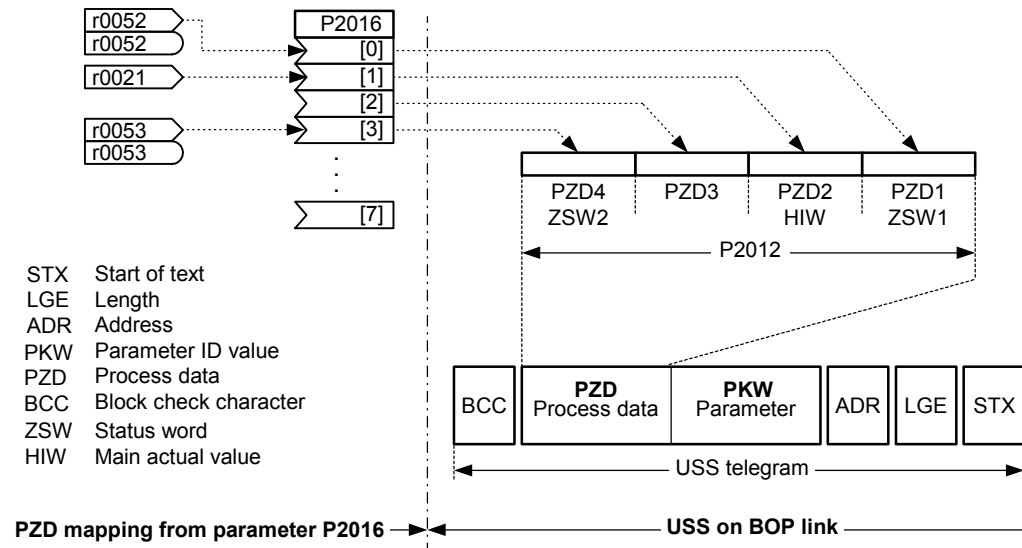 r0052
r0052
r0021
r0053
r0053
P2016
[0]
[1]
[2]
[3]
[7]
PZD4 PZD3 PZD2 PZD1
ZSW2 HIW ZSW1
P2012
STX Start of text
LGE Length
ADR Address
PKW Parameter ID value
PZD Process data
BCC Block check character
ZSW Status word
HIW Main actual value
BCC
PZD
Process data
PKW
Parameter
ADR
LGE
STX
USS telegram
PZD mapping from parameter P2016
USS on BOP link